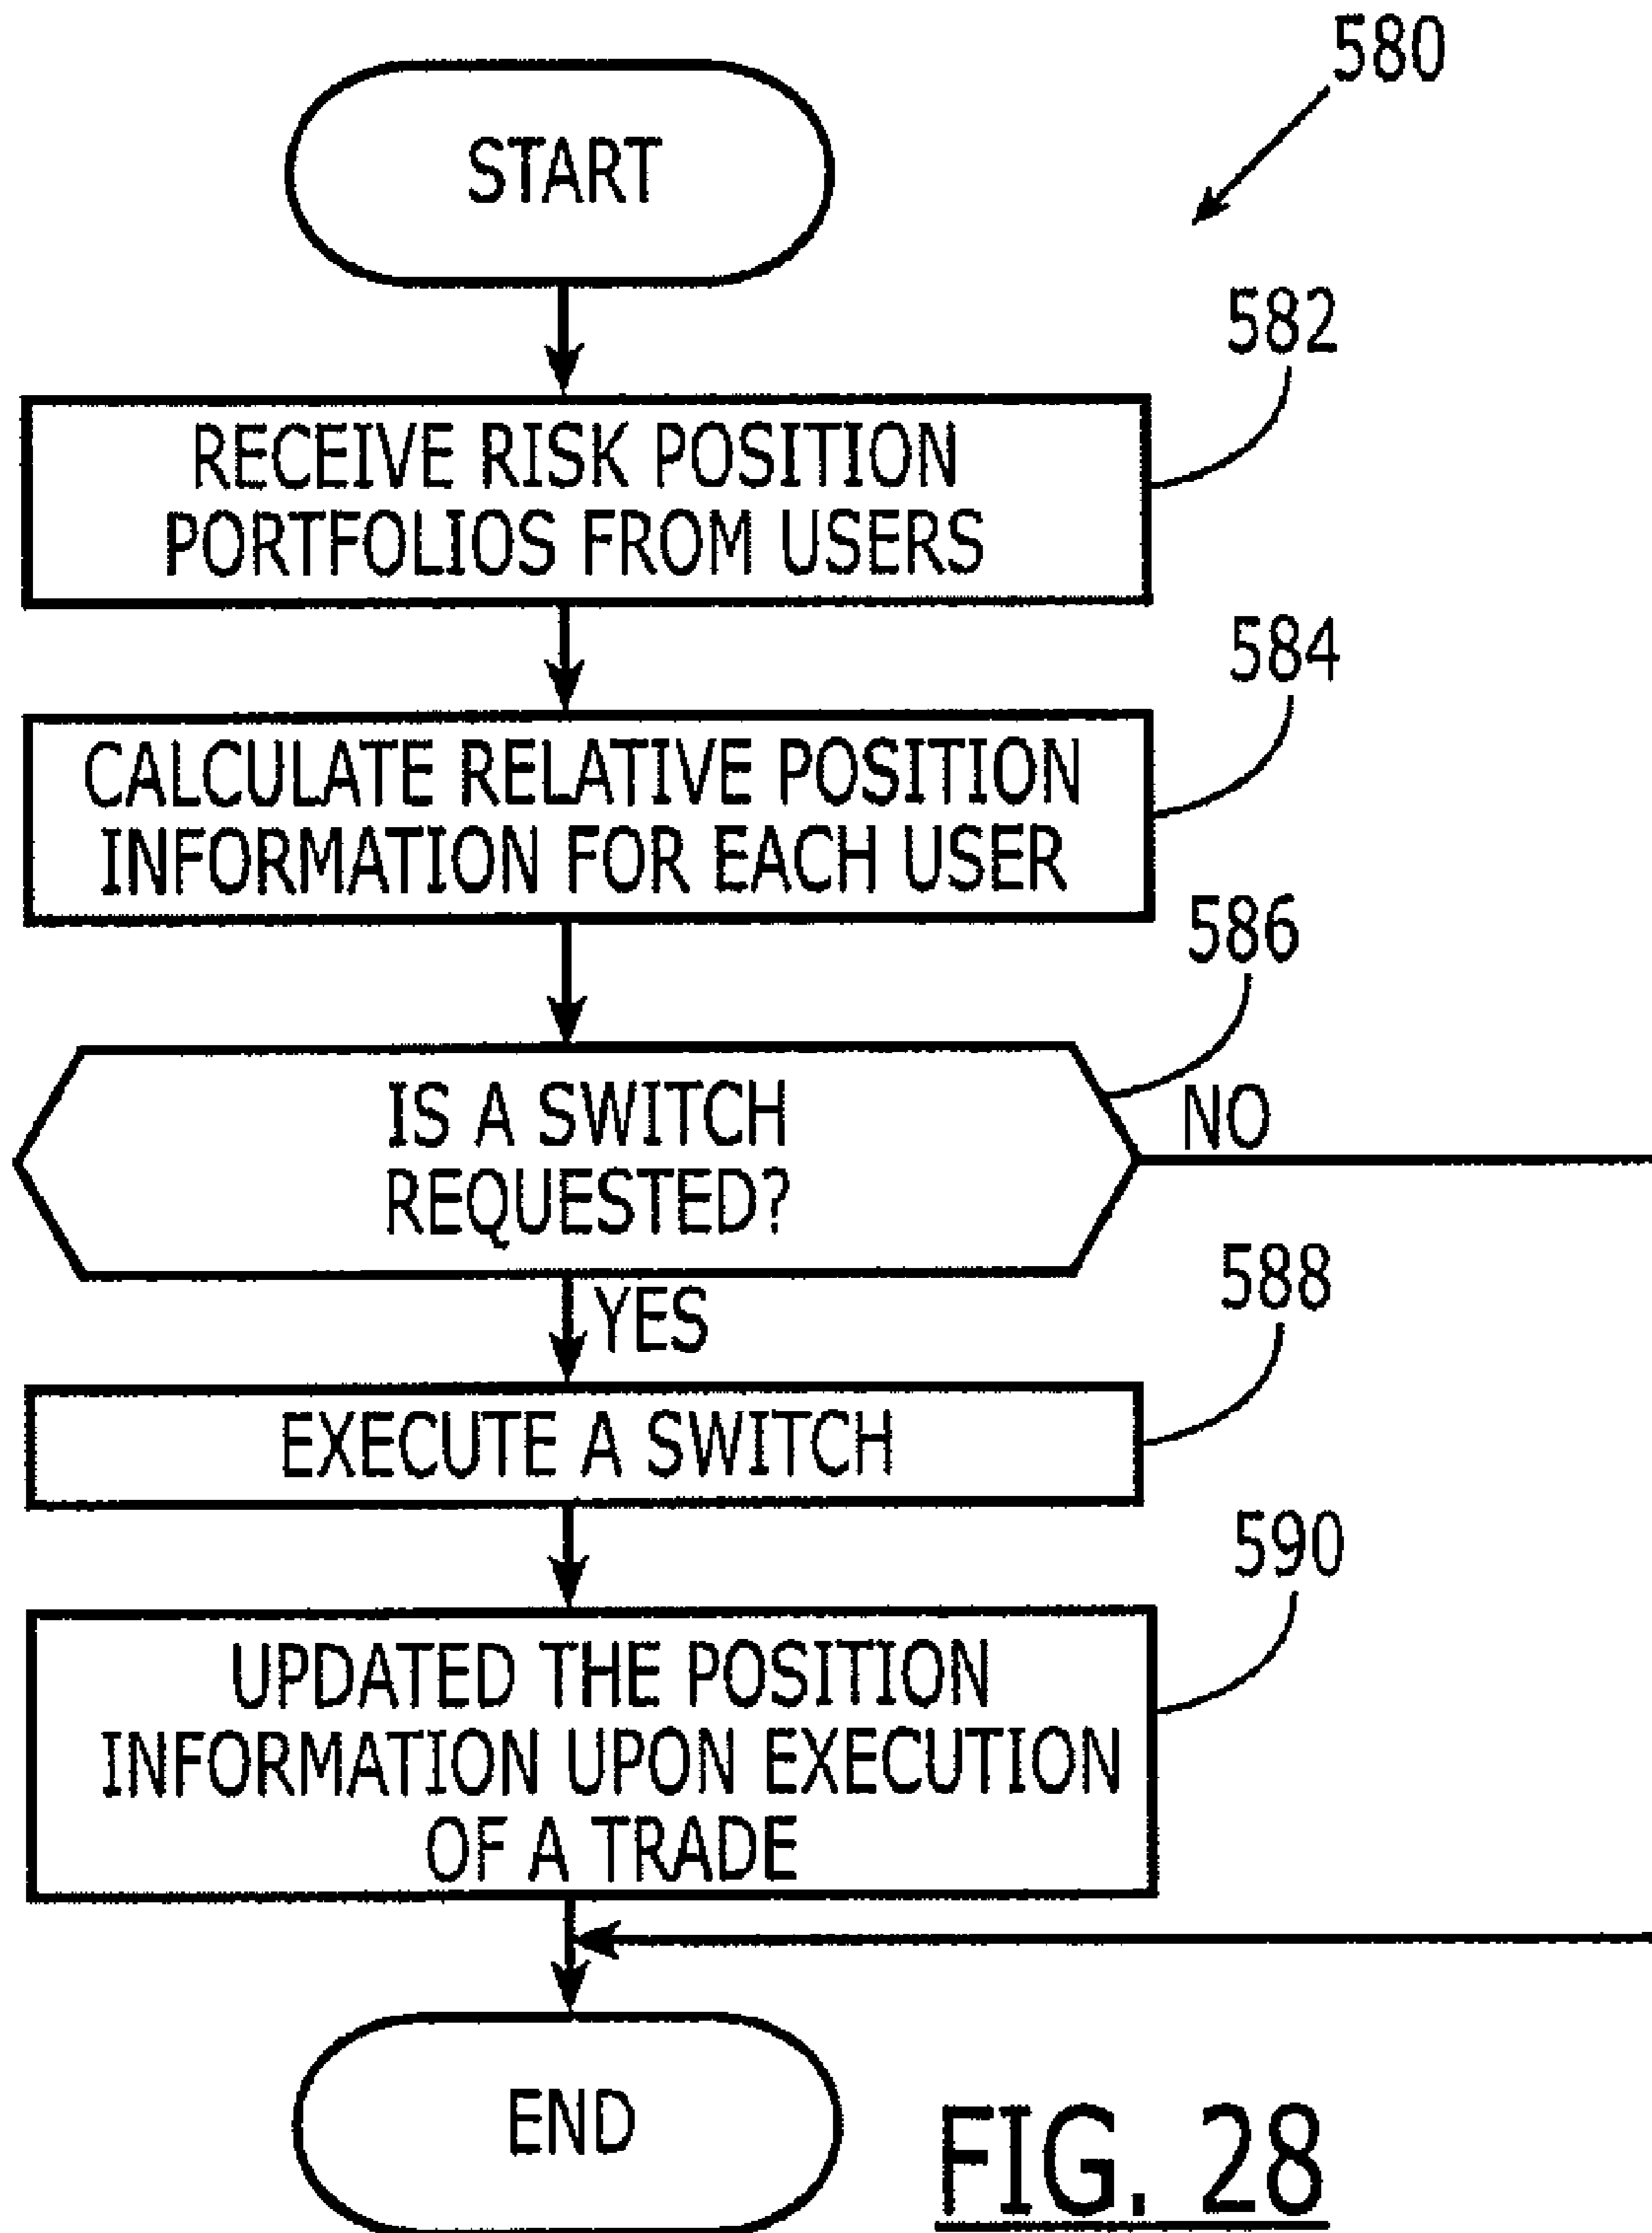 580
START
582
RECEIVE RISK POSITION
PORTFOLIOS FROM USERS
584
CALCULATE RELATIVE POSITION
INFORMATION FOR EACH USER
586
IS A SWITCH
REQUESTED?
NO
YES
588
EXECUTE A SWITCH
590
UPDATED THE POSITION
INFORMATION UPON EXECUTION
OF A TRADE
END
FIG. 28